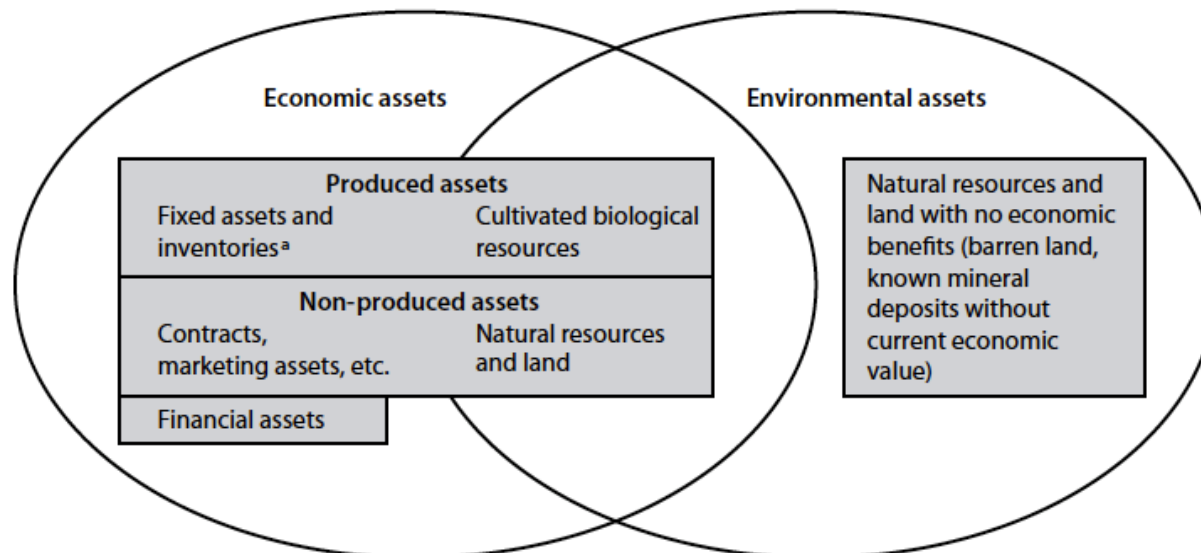 Economic assets
Environmental assets
Produced assets
Fixed assets and
inventoriesᵃ
Cultivated biological
resources
Non-produced assets
Contracts,
marketing assets, etc.
Natural resources
and land
Financial assets
Natural resources and
land with no economic
benefits (barren land,
known mineral
deposits without
current economic
value)